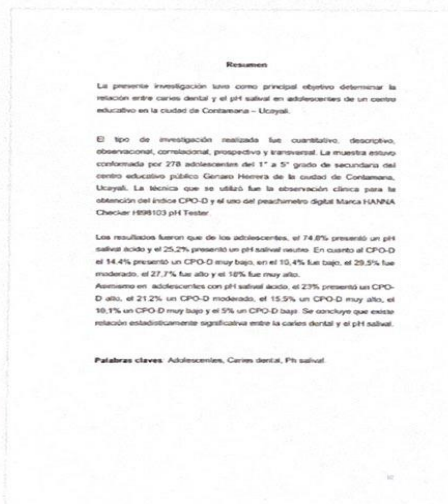 Resumen
La presente investigación tuvo como principal objetivo determinar la
relación entre caries dental y el pH salival en adolescentes de un centro
educativo en la ciudad de Contamana – Ucayali.
El tipo de investigación realizada fue cuantitativo, descriptivo,
observacional, correlacional, prospectivo y transversal. La muestra estuvo
conformada por 278 adolescentes del 1° a 5° grado de secundaria del
centro educativo público Genaro Herrera de la ciudad de Contamana,
Ucayali. La técnica que se utilizó fue la observación clínica para la
obtención del índice CPO-D y el uso del peachimetro digital Marca HANNA
Checker HI98103 pH Tester.
Los resultados fueron que de los adolescentes, el 74.8% presentó un pH
salival ácido y el 25,2% presentó un pH salival neutro. En cuanto al CPO-D
el 14.4% presentó un CPO-D muy bajo, en el 10,4% fue bajo, el 29,5% fue
moderado, el 27,7% fue alto y el 18% fue muy alto.
Asimismo en adolescentes con pH salival ácido, el 23% presentó un CPO-
D alto, el 21.2% un CPO-D moderado, el 15,5% un CPO-D muy alto, el
10,1% un CPO-D muy bajo y el 5% un CPO-D bajo. Se concluye que existe
relación estadísticamente significativa entre la caries dental y el pH salival.
Palabras claves: Adolescentes, Caries dental, Ph salival.